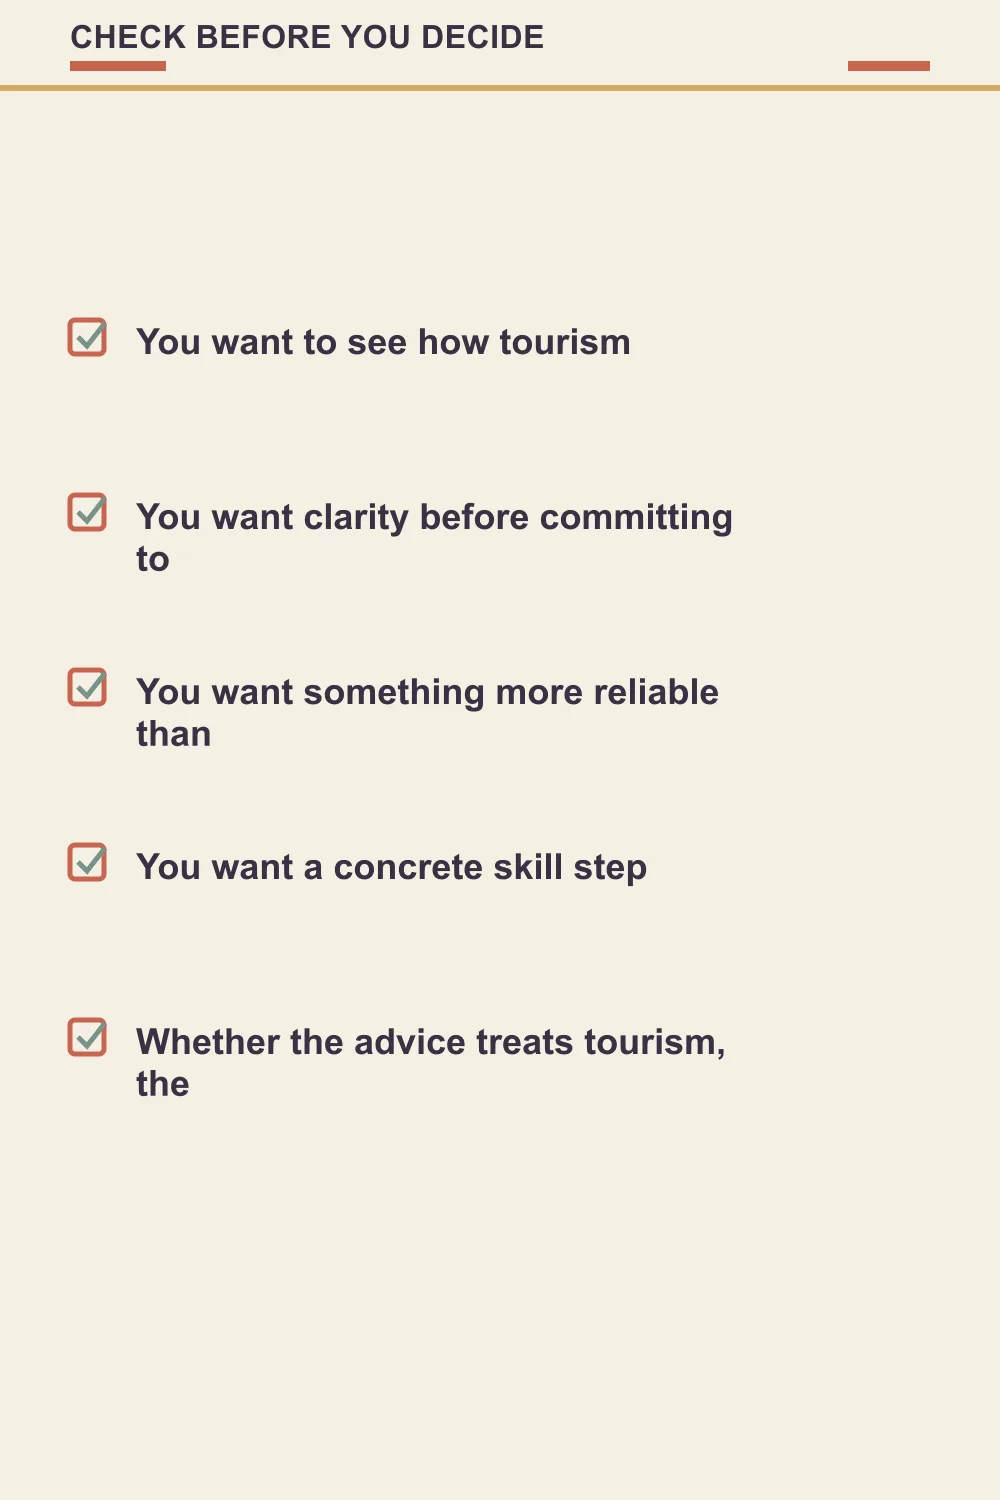 CHECK BEFORE YOU DECIDE
You want to see how tourism
You want clarity before committing
to
You want something more reliable
than
You want a concrete skill step
Whether the advice treats tourism,
the